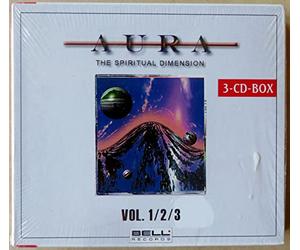 AURA
THE SPIRITUAL DIMENSION
3-CD-BOX
VOL. 1/2/3
BELL
RECORDS